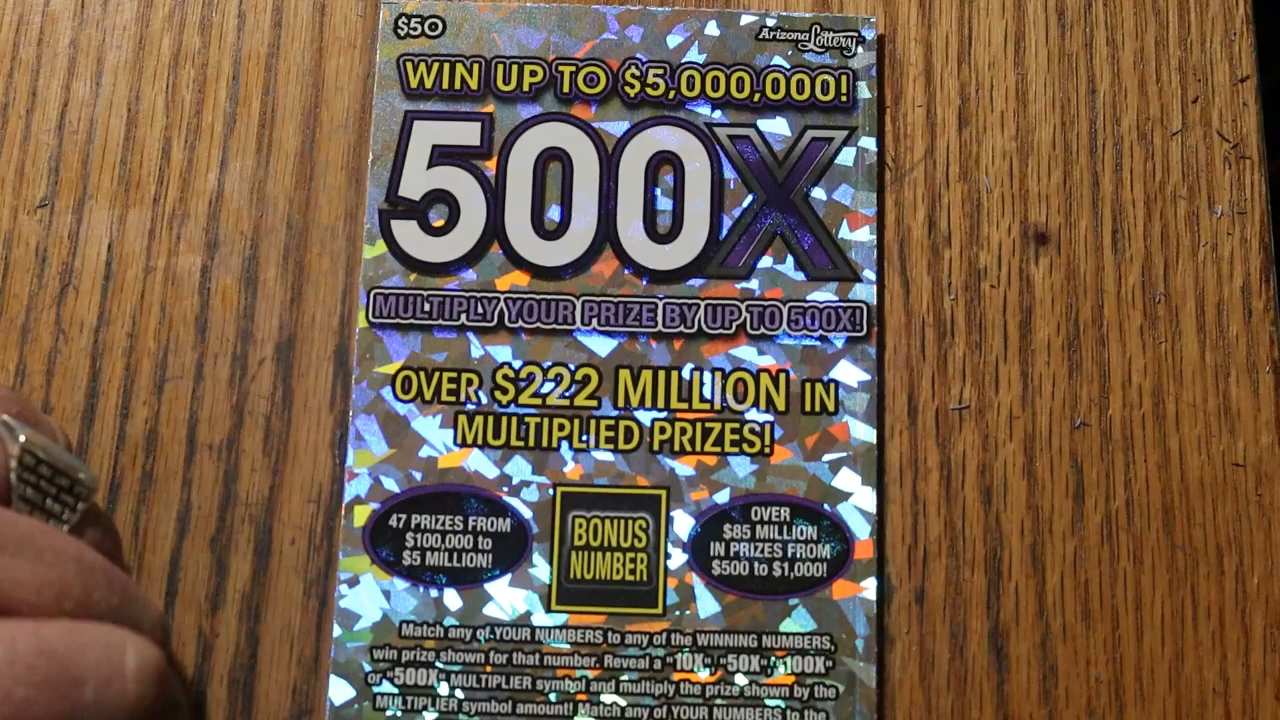 $50
Arizona Lottery™
WIN UP TO $5,000,000!
500X
MULTIPLY YOUR PRIZE BY UP TO 500X!
OVER $222 MILLION IN
MULTIPLIED PRIZES!
47 PRIZES FROM
$100,000 to
$5 MILLION!
BONUS
NUMBER
OVER
$85 MILLION
IN PRIZES FROM
$500 to $1,000!
Match any of YOUR NUMBERS to any of the WINNING NUMBERS,
win prize shown for that number. Reveal a "10X", "50X", "100X"
or "500X" MULTIPLIER symbol and multiply the prize shown by the
MULTIPLIER symbol amount! Match any of YOUR NUMBERS to the